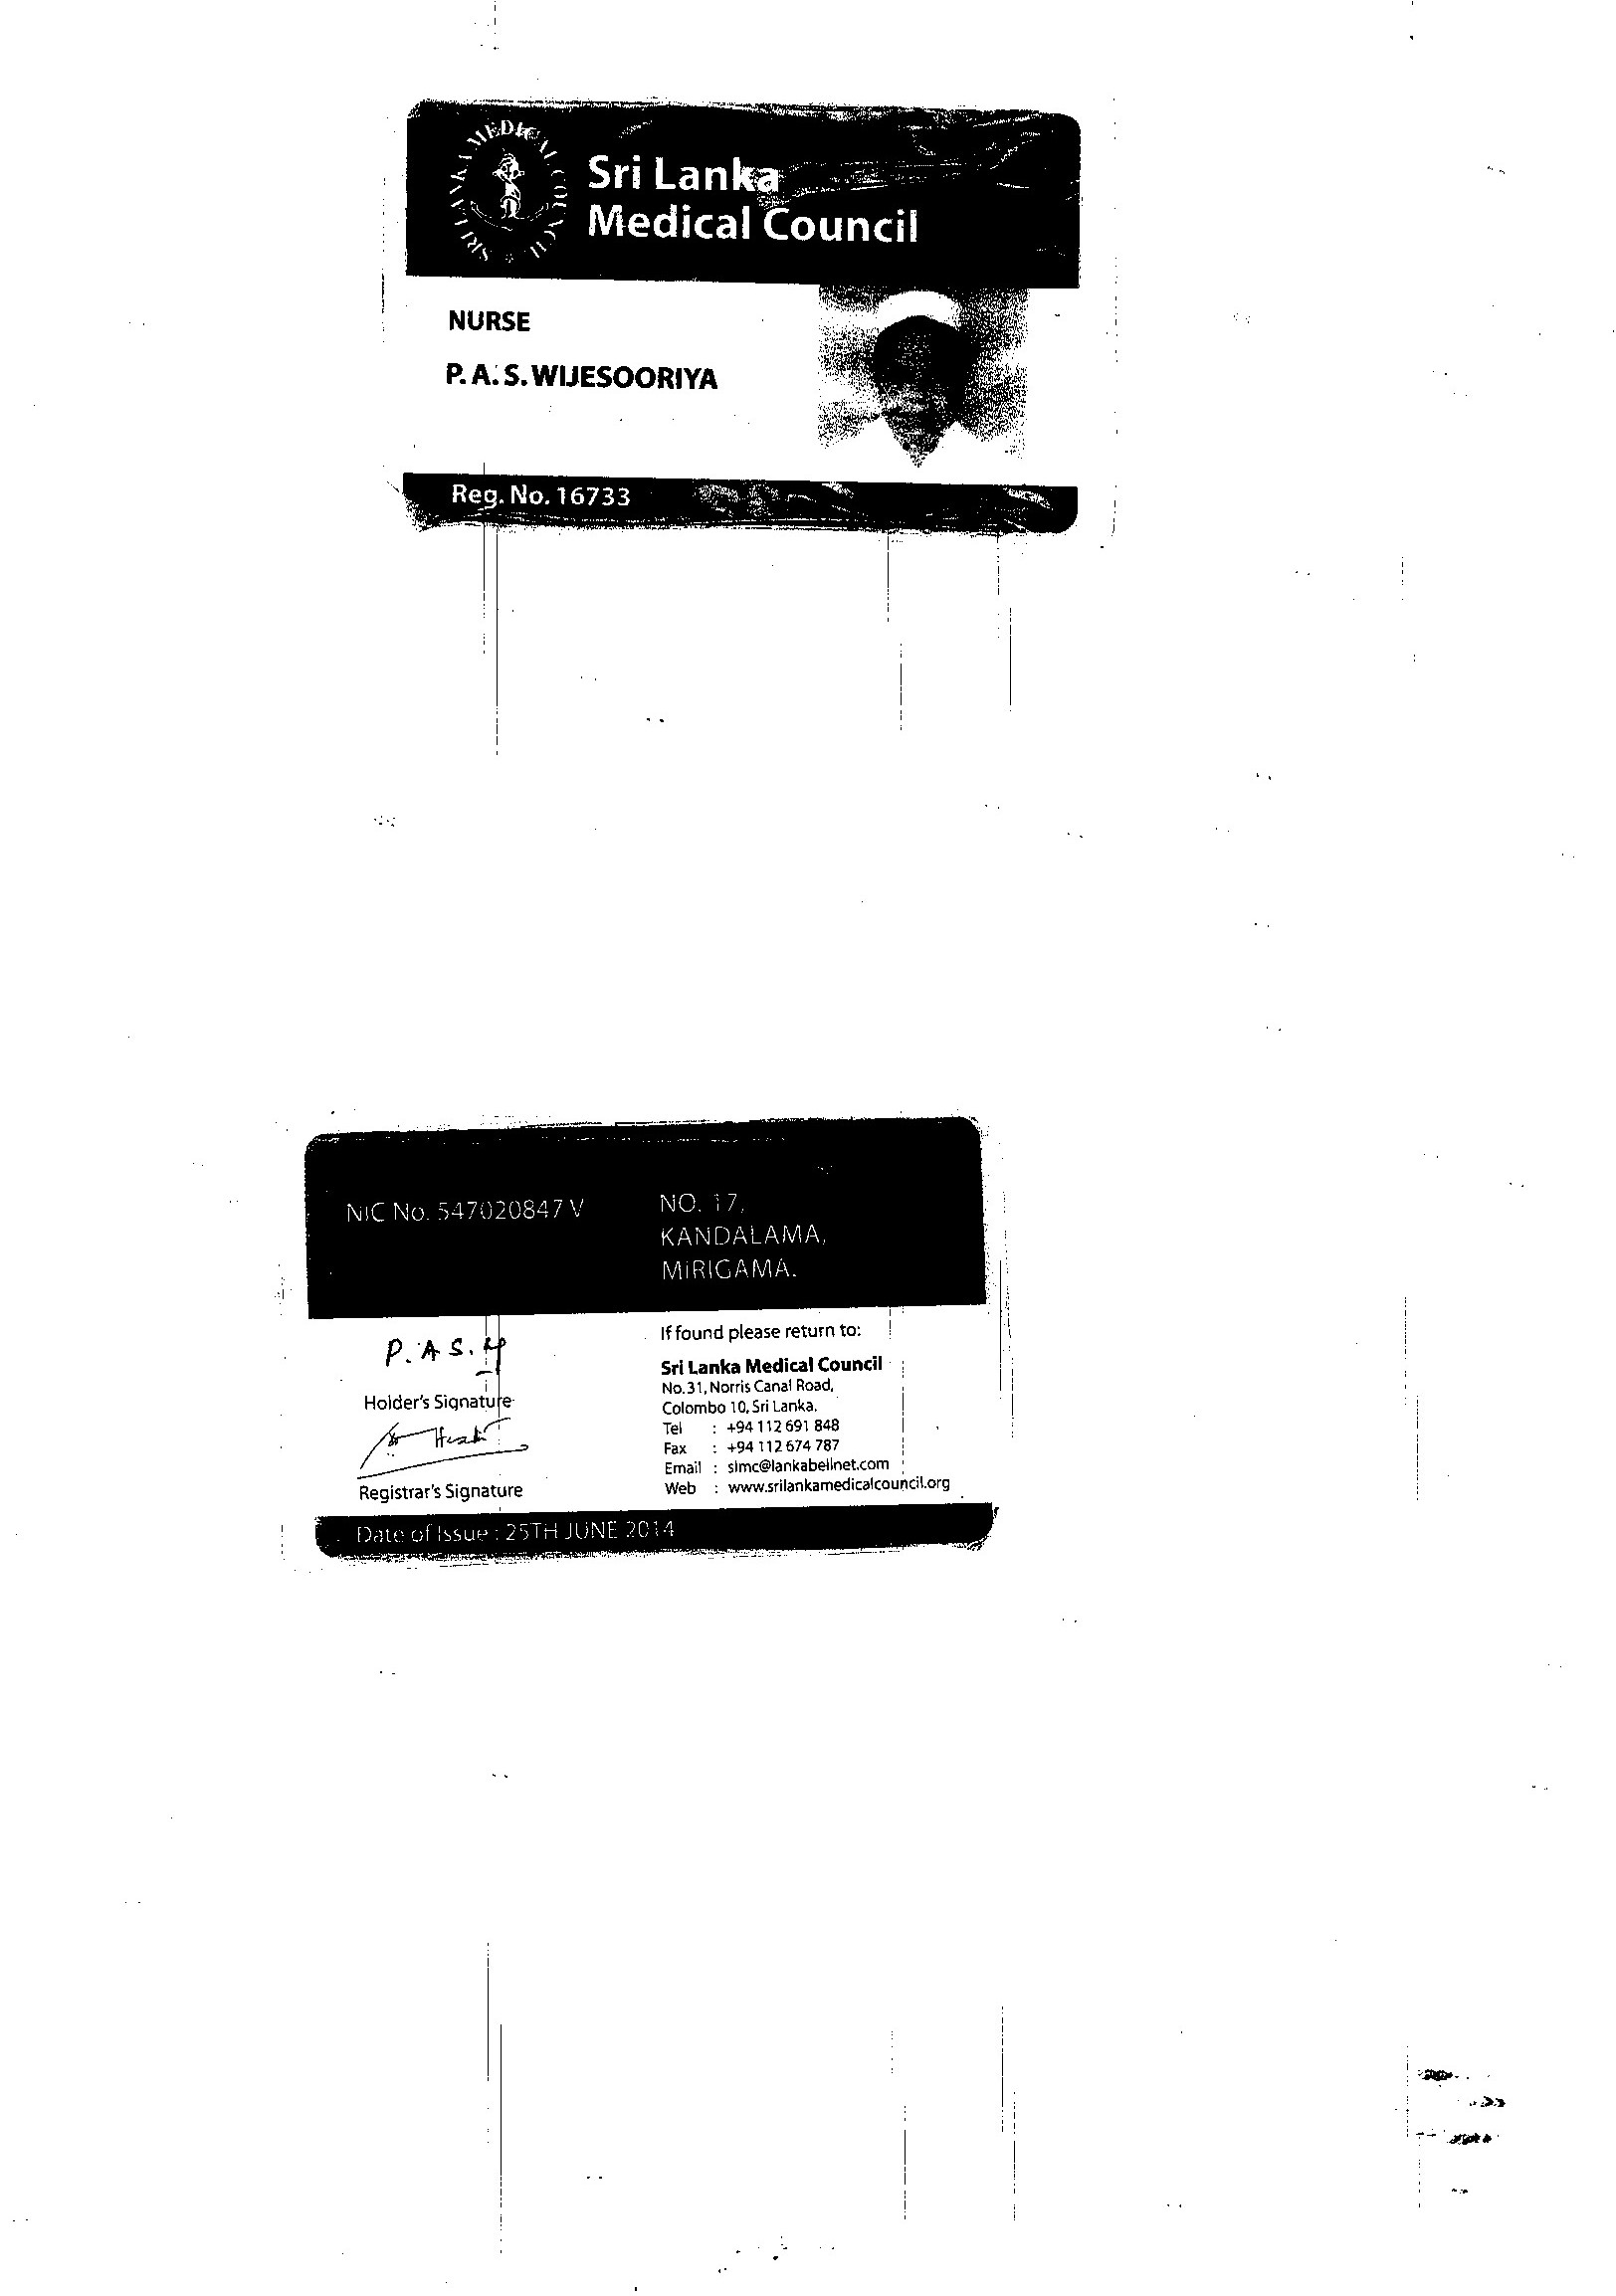 SRI LANKA MEDICAL COUNCIL
Sri Lanka
Medical Council
NURSE
P. A. S. WIJESOORIYA
Reg. No. 16733
NIC No. 547020847 V
NO. 17,
KANDALAMA,
MIRIGAMA.
P. A S.
Holder's Signature
Registrar's Signature
If found please return to:
Sri Lanka Medical Council
No. 31, Norris Canal Road,
Colombo 10, Sri Lanka.
Tel : +94 112 691 848
Fax : +94 112 674 787
Email : slmc@lankabellnet.com
Web : www.srilankamedicalcouncil.org
Date of Issue : 25TH JUNE 2014